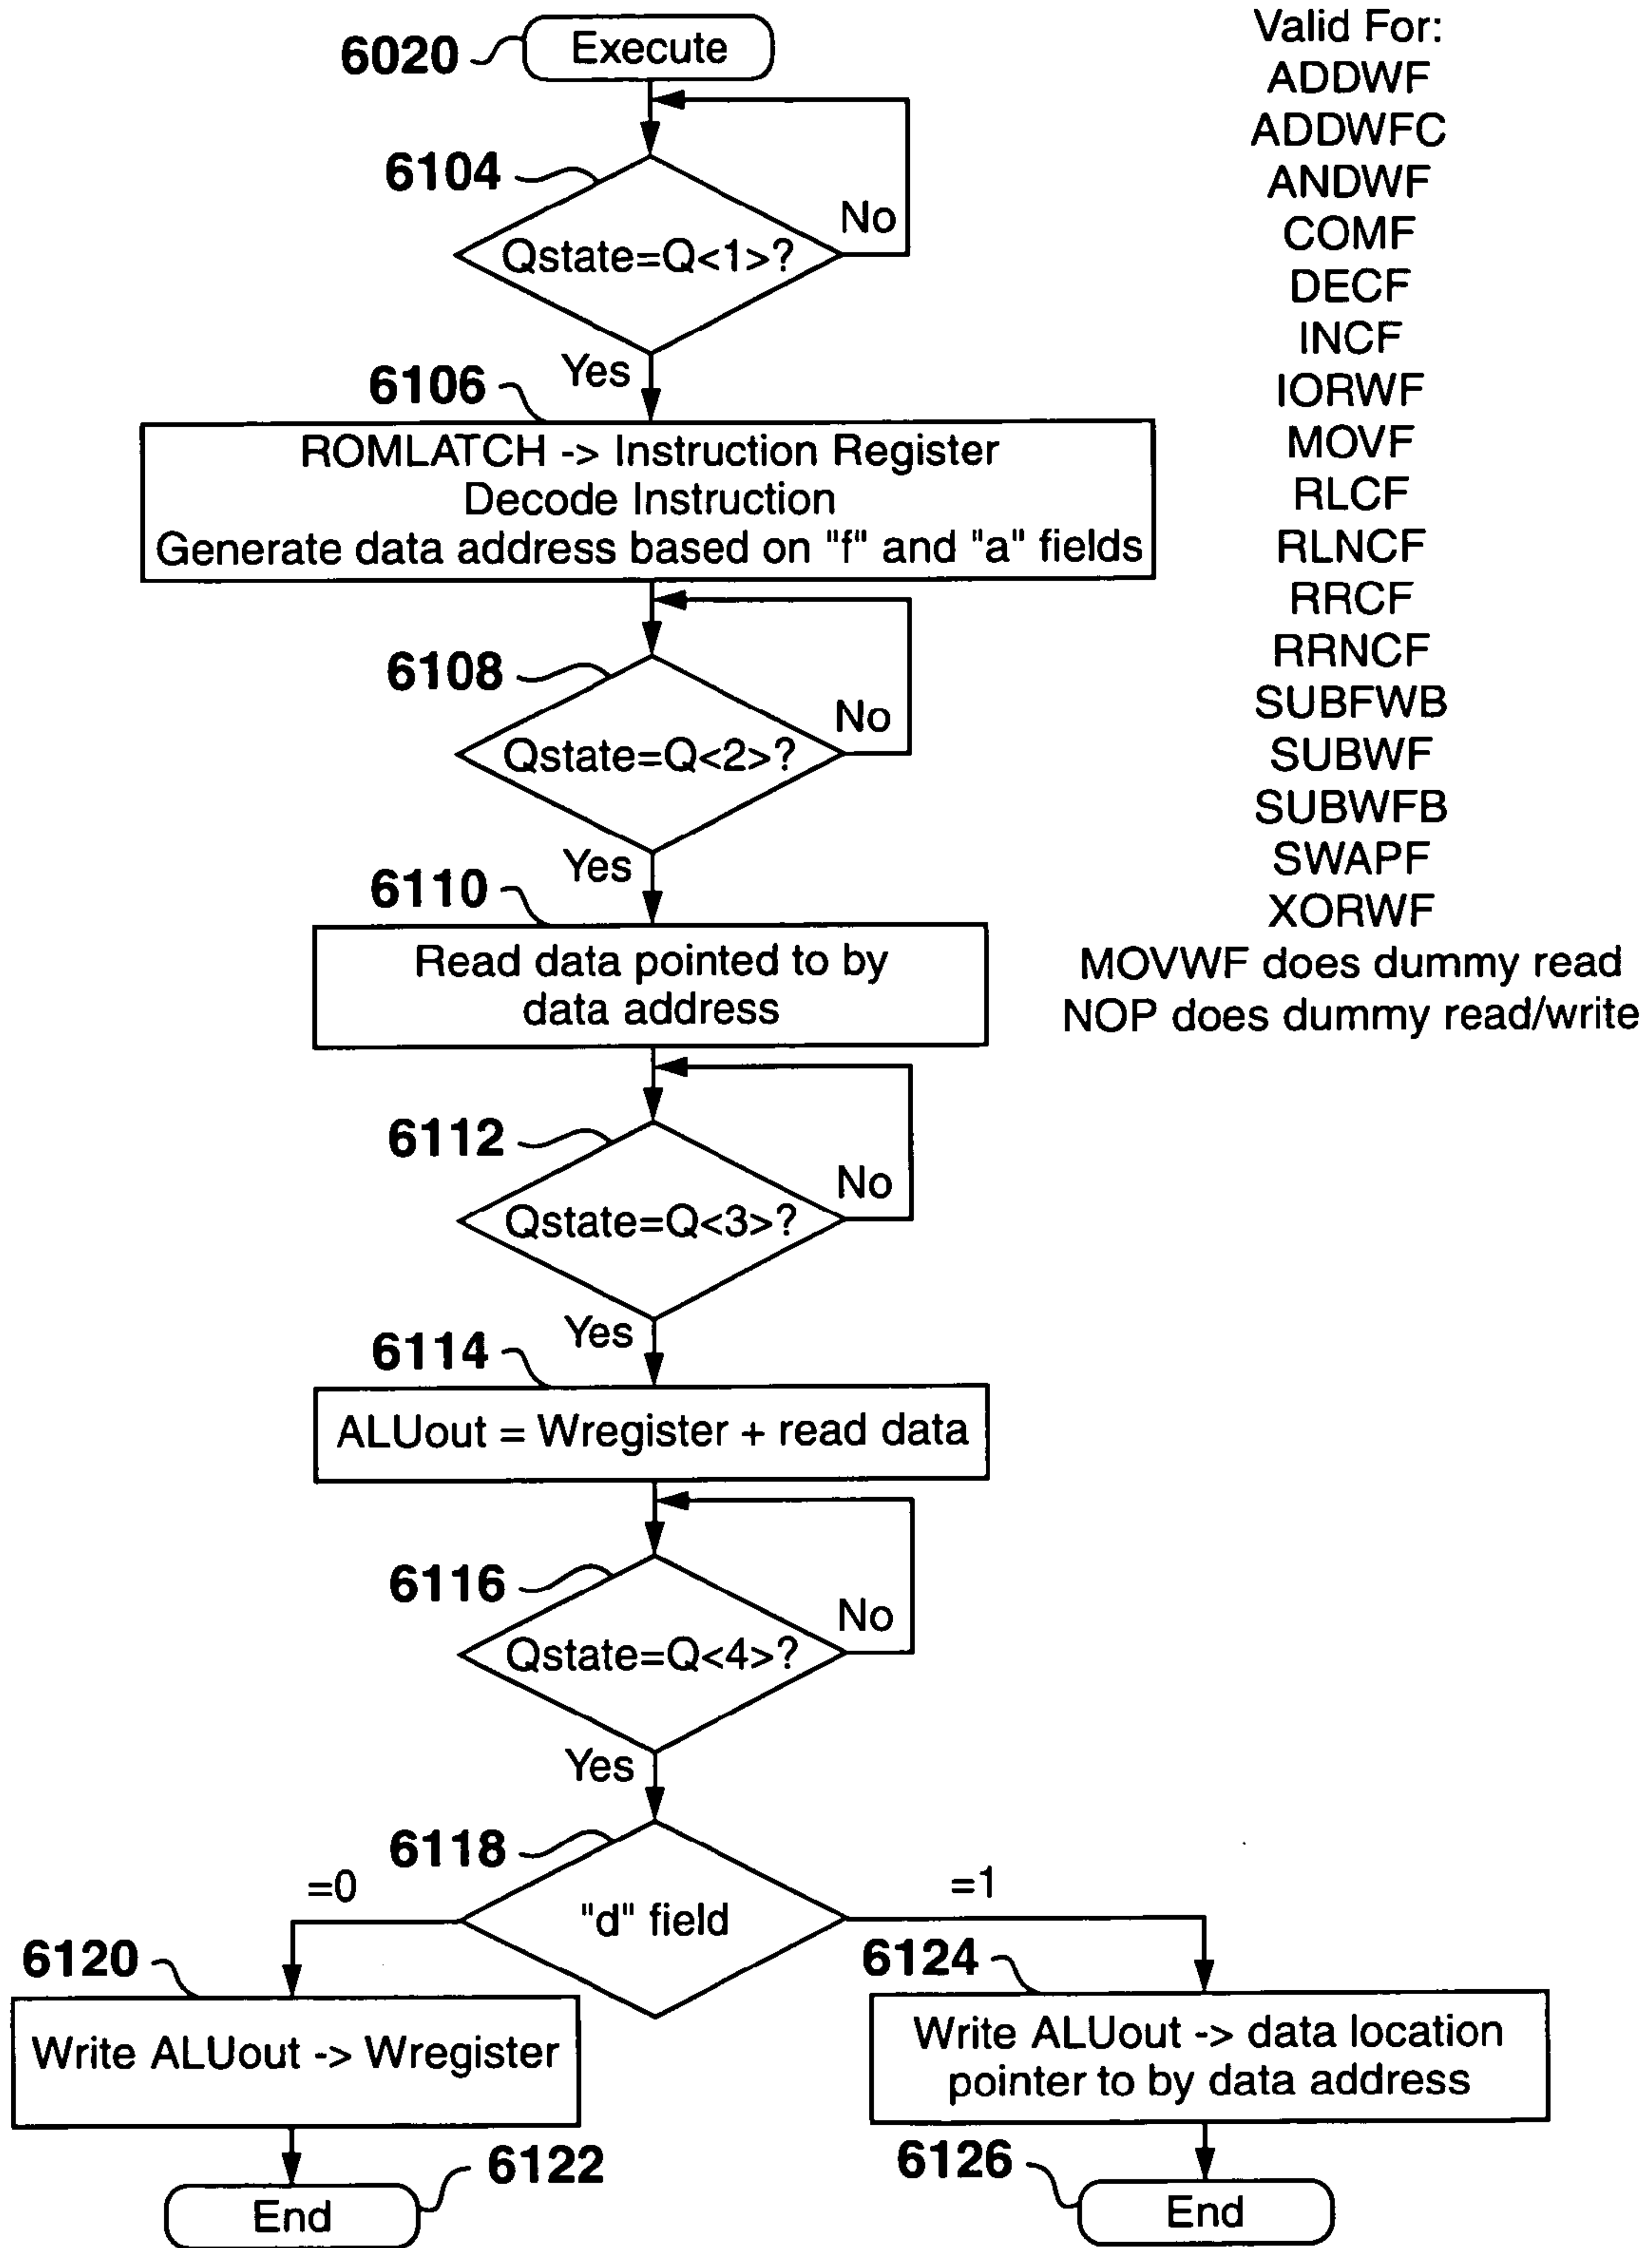 6020
Execute
6104
Qstate=Q<1>?
No
Yes
6106
ROMLATCH -> Instruction Register
Decode Instruction
Generate data address based on "f" and "a" fields
6108
Qstate=Q<2>?
No
Yes
6110
Read data pointed to by
data address
6112
Qstate=Q<3>?
No
Yes
6114
ALUout = Wregister + read data
6116
Qstate=Q<4>?
No
Yes
6118
"d" field
=0
=1
6120
Write ALUout -> Wregister
6122
End
6124
Write ALUout -> data location
pointer to by data address
6126
End
Valid For:
ADDWF
ADDWFC
ANDWF
COMF
DECF
INCF
IORWF
MOVF
RLCF
RLNCF
RRCF
RRNCF
SUBFWB
SUBWF
SUBWFB
SWAPF
XORWF
MOVWF does dummy read
NOP does dummy read/write